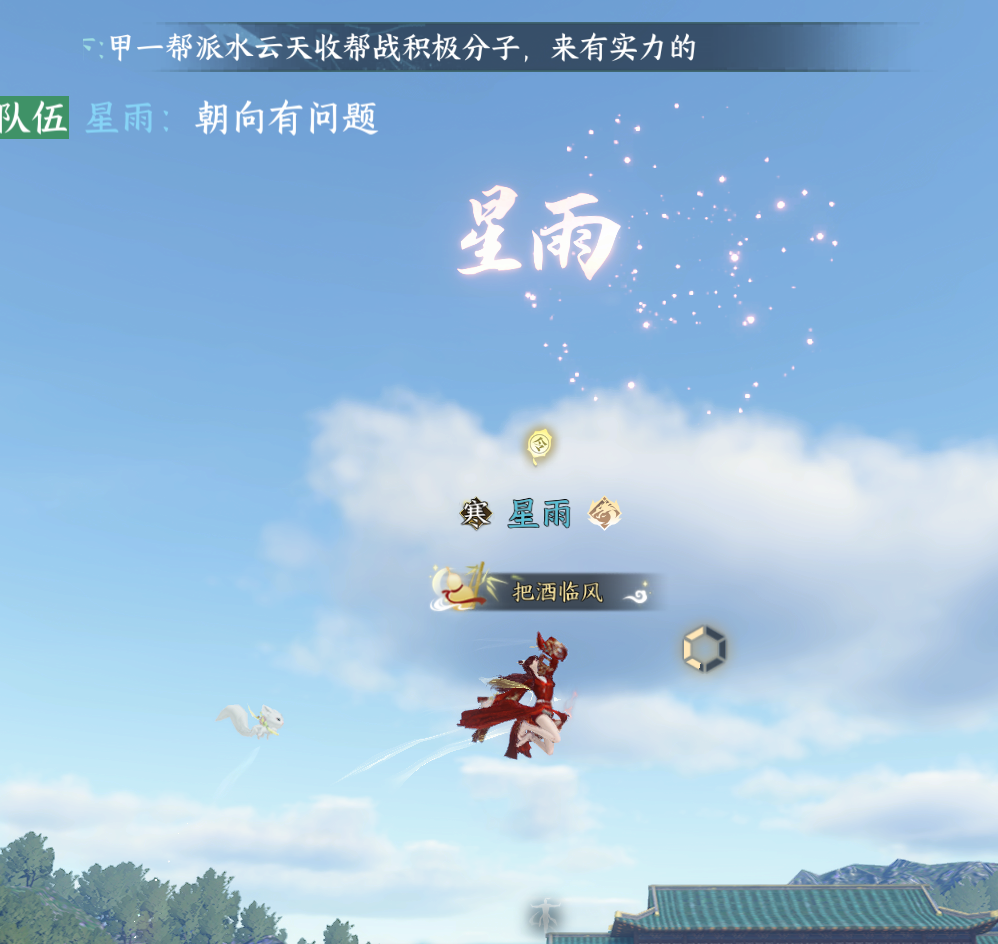 甲一帮派水云天收帮战积极分子，来有实力的
队伍 星雨：朝向有问题
星雨
寒 星雨
把酒临风
木